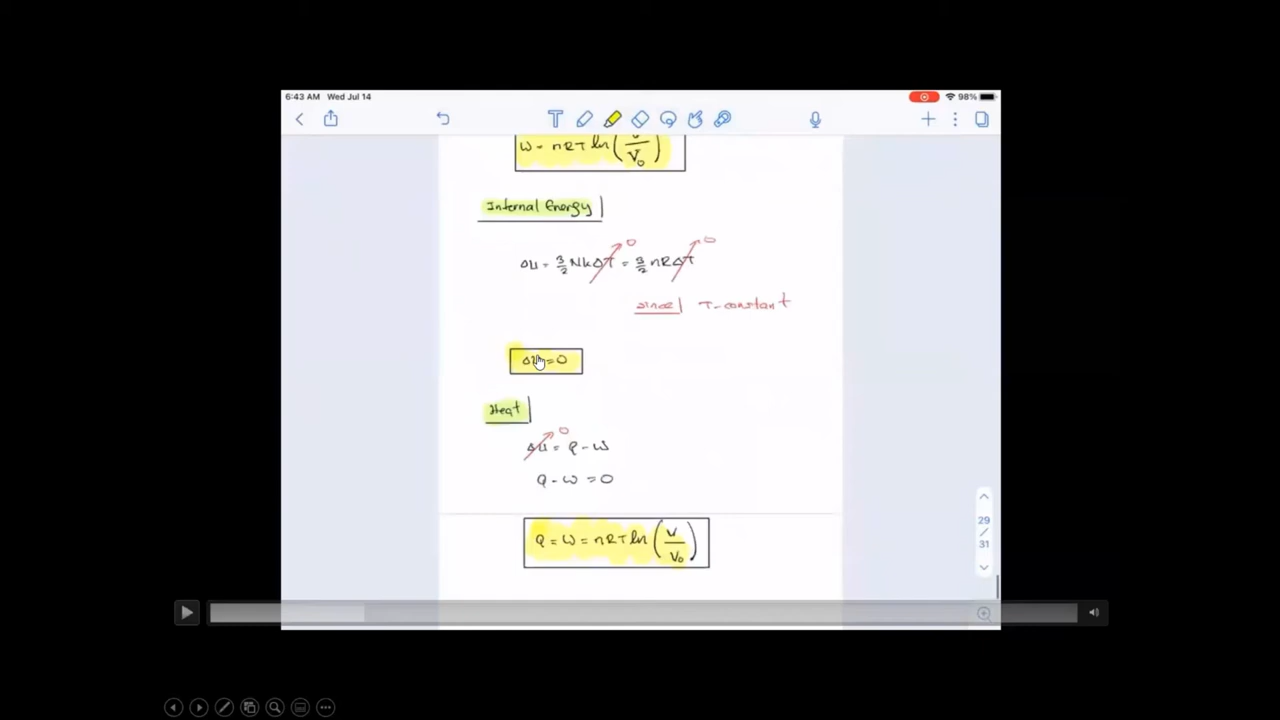 6:43 AM Wed Jul 14
98%
W = nRT ln(V/V₀)
Internal Energy
ΔU = 3/2 NkΔT = 3/2 nRΔT
0 0
since T-constant
ΔU = 0
Heat
0
ΔU = Q - W
Q - W = 0
29
/
31
Q = W = nRT ln(V/V₀)